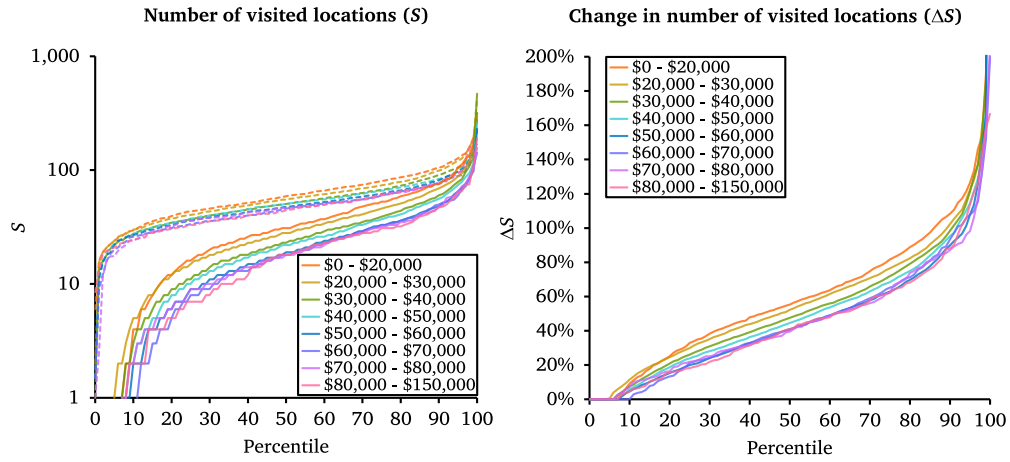 Number of visited locations (S)
1,000
100
10
1
S
0 10 20 30 40 50 60 70 80 90 100
Percentile
$0 - $20,000
$20,000 - $30,000
$30,000 - $40,000
$40,000 - $50,000
$50,000 - $60,000
$60,000 - $70,000
$70,000 - $80,000
$80,000 - $150,000
Change in number of visited locations (ΔS)
200%
180%
160%
140%
120%
100%
80%
60%
40%
20%
0%
ΔS
0 10 20 30 40 50 60 70 80 90 100
Percentile
$0 - $20,000
$20,000 - $30,000
$30,000 - $40,000
$40,000 - $50,000
$50,000 - $60,000
$60,000 - $70,000
$70,000 - $80,000
$80,000 - $150,000